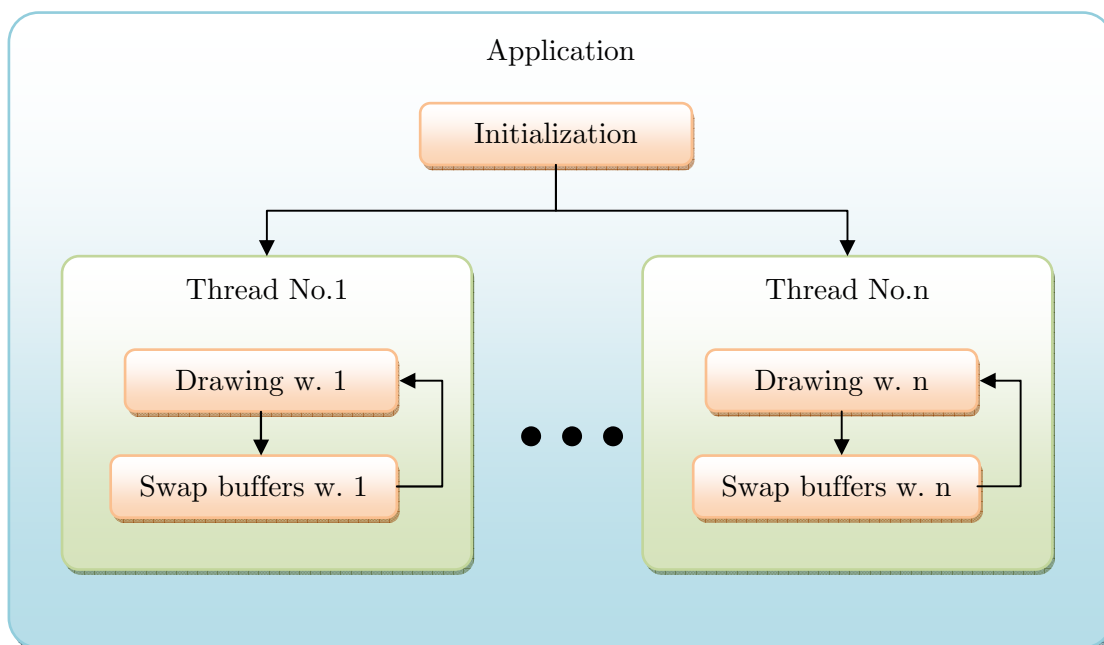 Application
Initialization
Thread No.1
Drawing w. 1
Swap buffers w. 1
Thread No.n
Drawing w. n
Swap buffers w. n